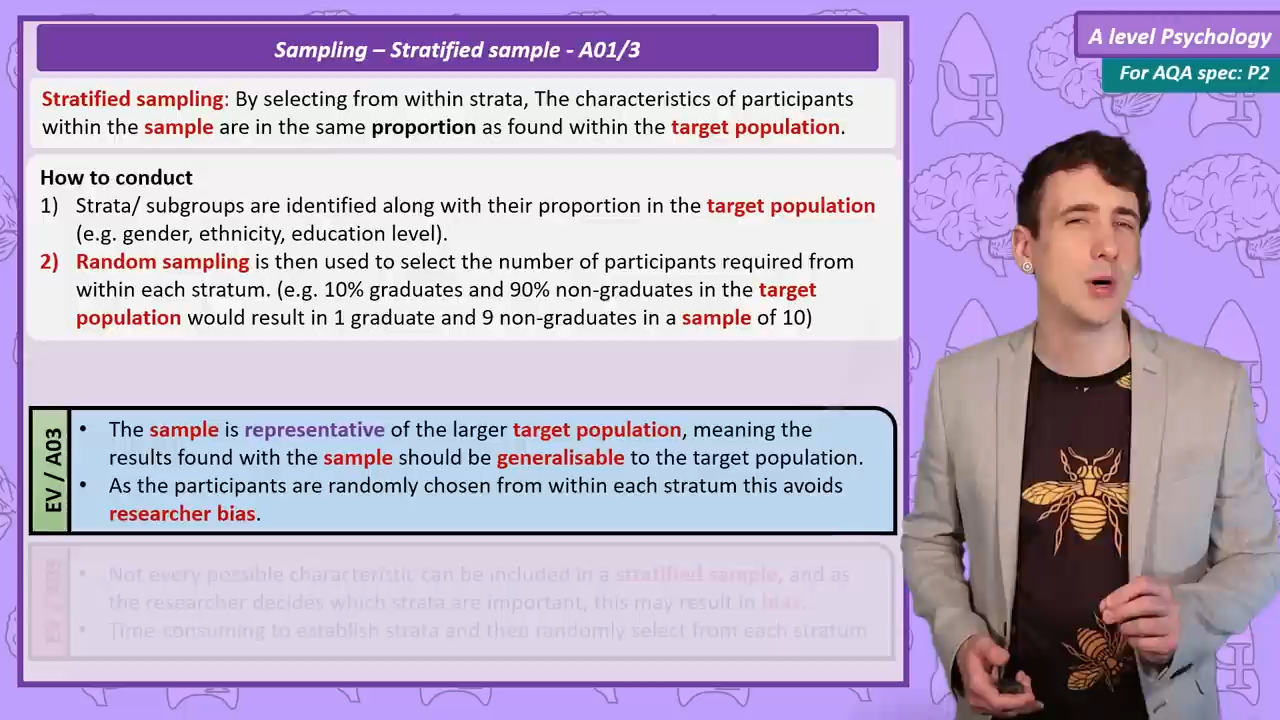 Sampling – Stratified sample - A01/3
A level Psychology
For AQA spec: P2
Stratified sampling: By selecting from within strata, The characteristics of participants
within the sample are in the same proportion as found within the target population.
How to conduct
1) Strata/ subgroups are identified along with their proportion in the target population
(e.g. gender, ethnicity, education level).
2) Random sampling is then used to select the number of participants required from
within each stratum. (e.g. 10% graduates and 90% non-graduates in the target
population would result in 1 graduate and 9 non-graduates in a sample of 10)
EV / A03
• The sample is representative of the larger target population, meaning the
results found with the sample should be generalisable to the target population.
• As the participants are randomly chosen from within each stratum this avoids
researcher bias.
• Not every possible characteristic can be included in a stratified sample, and as
the researcher decides which strata are important, this may result in bias.
• Time consuming to establish strata and then randomly select from each stratum